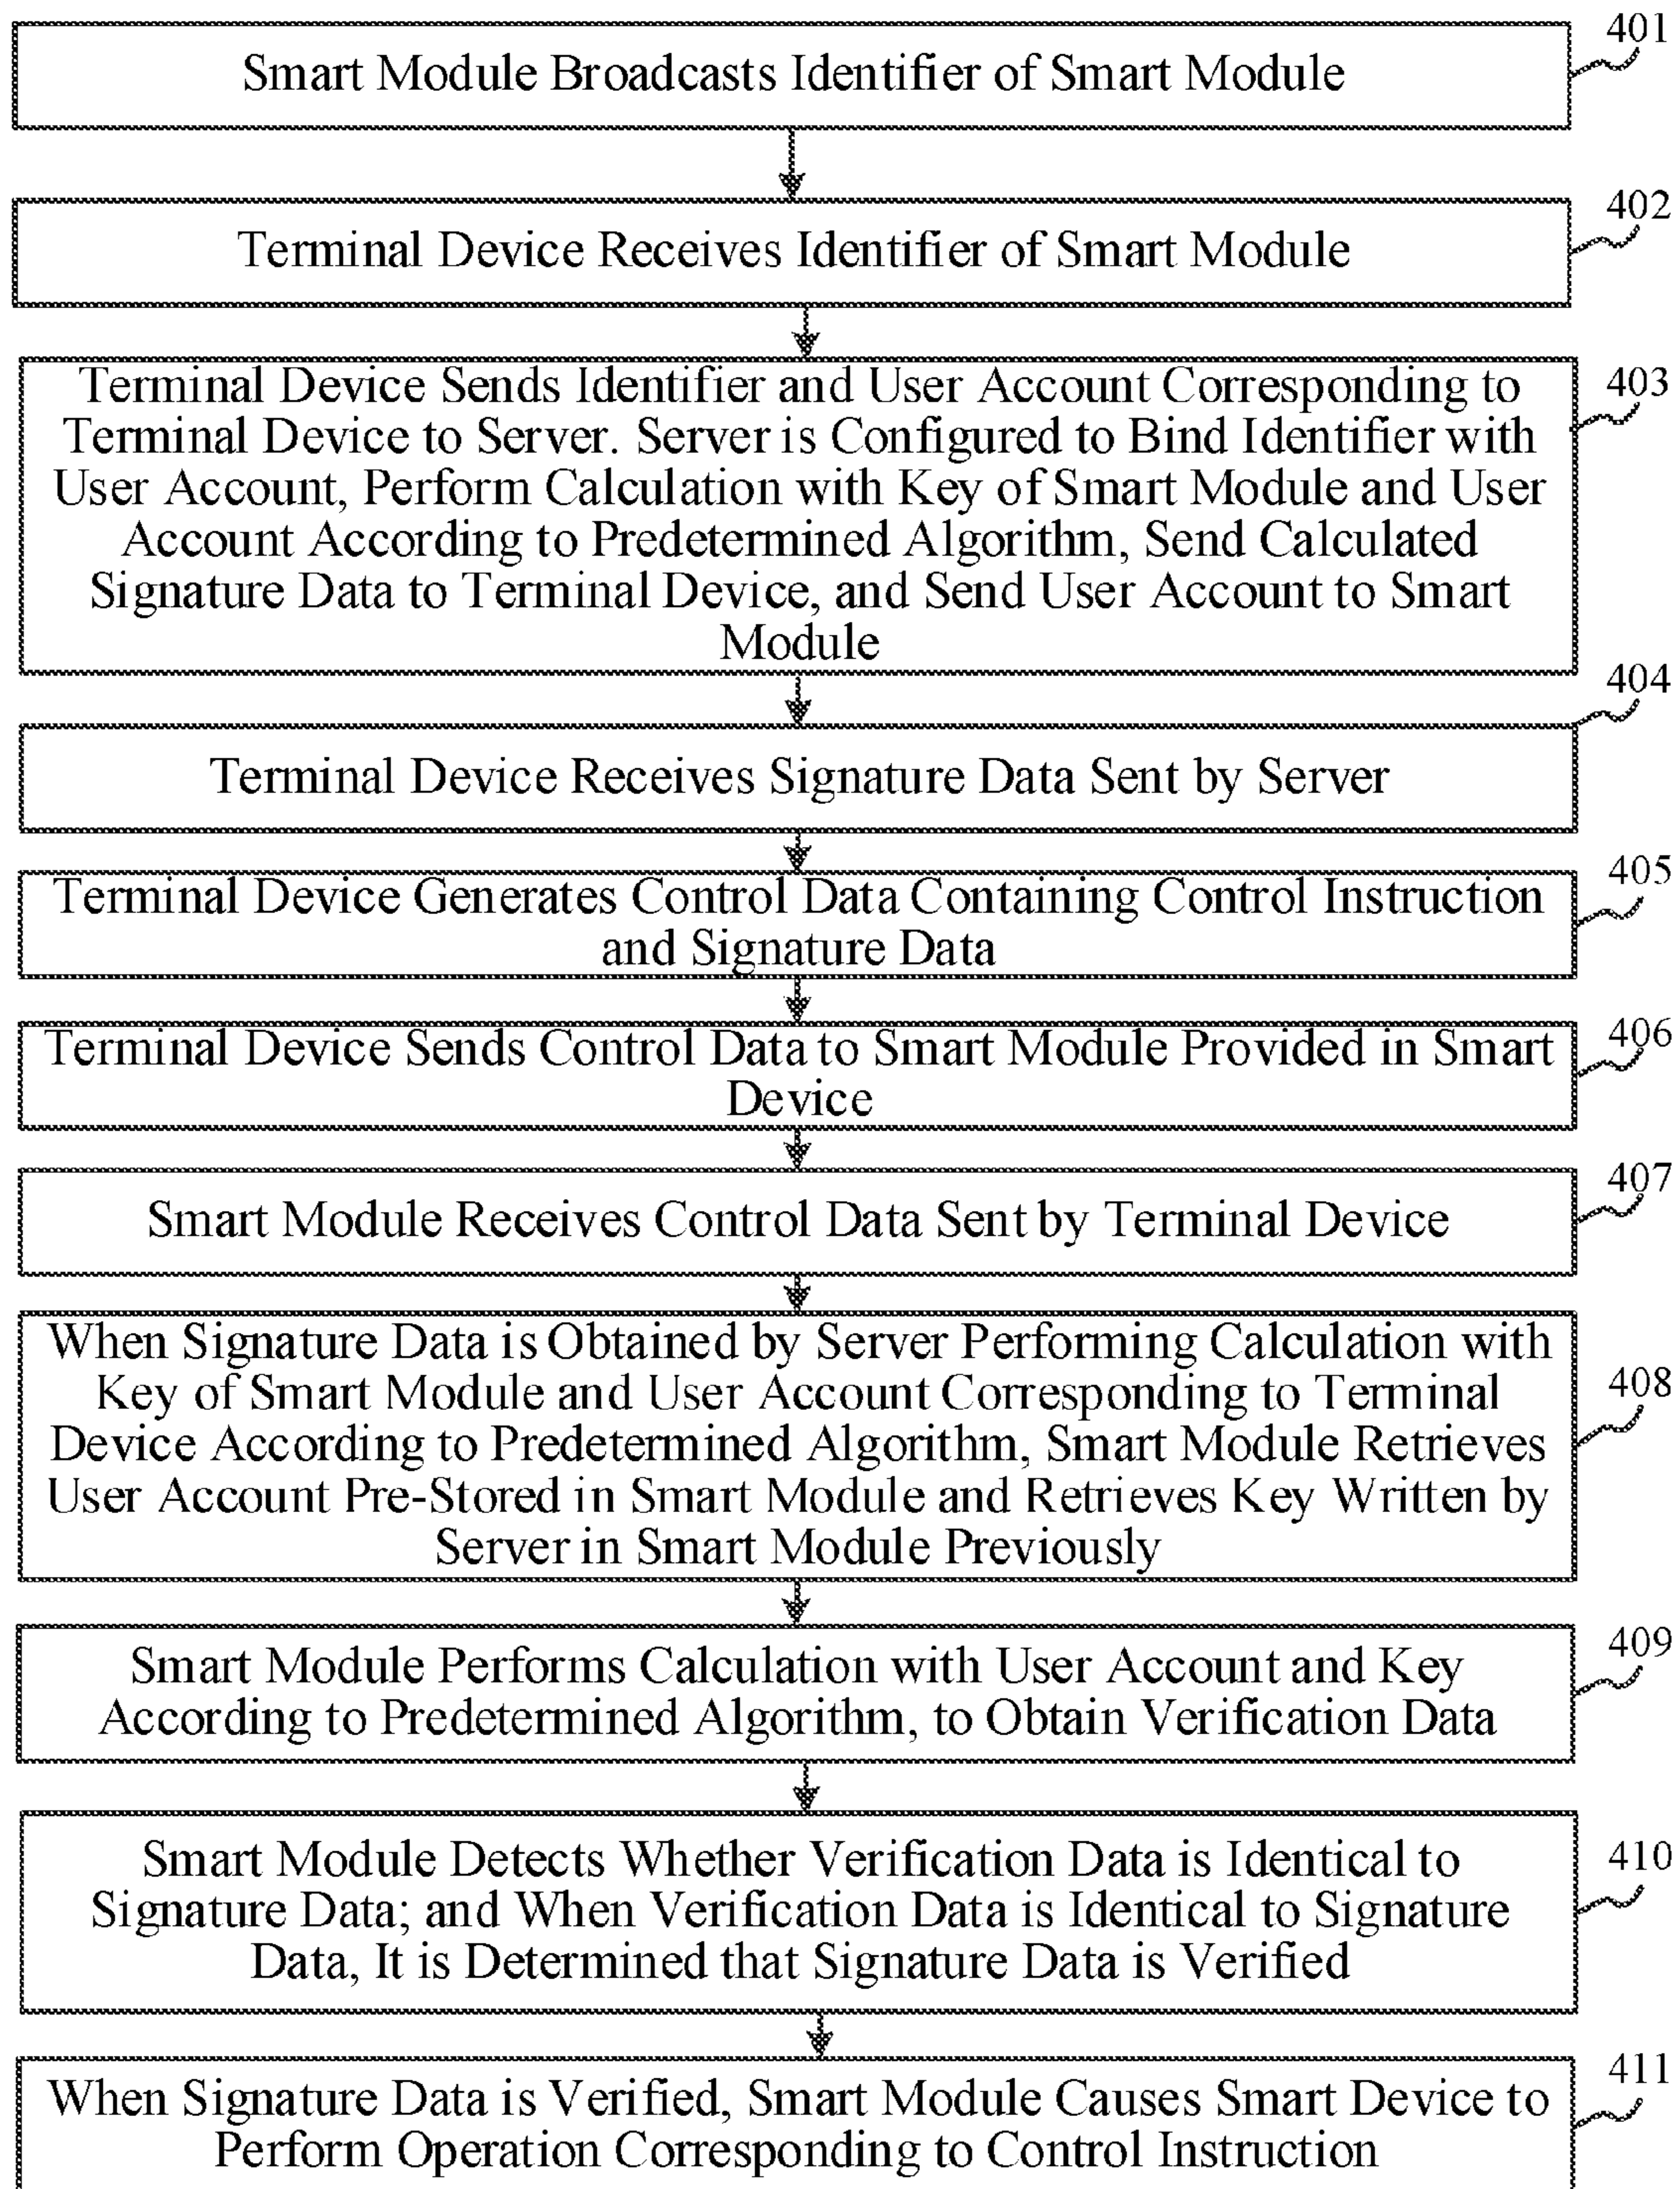 401
Smart Module Broadcasts Identifier of Smart Module
402
Terminal Device Receives Identifier of Smart Module
403
Terminal Device Sends Identifier and User Account Corresponding to
Terminal Device to Server. Server is Configured to Bind Identifier with
User Account, Perform Calculation with Key of Smart Module and User
Account According to Predetermined Algorithm, Send Calculated
Signature Data to Terminal Device, and Send User Account to Smart
Module
404
Terminal Device Receives Signature Data Sent by Server
405
Terminal Device Generates Control Data Containing Control Instruction
and Signature Data
406
Terminal Device Sends Control Data to Smart Module Provided in Smart
Device
407
Smart Module Receives Control Data Sent by Terminal Device
408
When Signature Data is Obtained by Server Performing Calculation with
Key of Smart Module and User Account Corresponding to Terminal
Device According to Predetermined Algorithm, Smart Module Retrieves
User Account Pre-Stored in Smart Module and Retrieves Key Written by
Server in Smart Module Previously
409
Smart Module Performs Calculation with User Account and Key
According to Predetermined Algorithm, to Obtain Verification Data
410
Smart Module Detects Whether Verification Data is Identical to
Signature Data; and When Verification Data is Identical to Signature
Data, It is Determined that Signature Data is Verified
411
When Signature Data is Verified, Smart Module Causes Smart Device to
Perform Operation Corresponding to Control Instruction